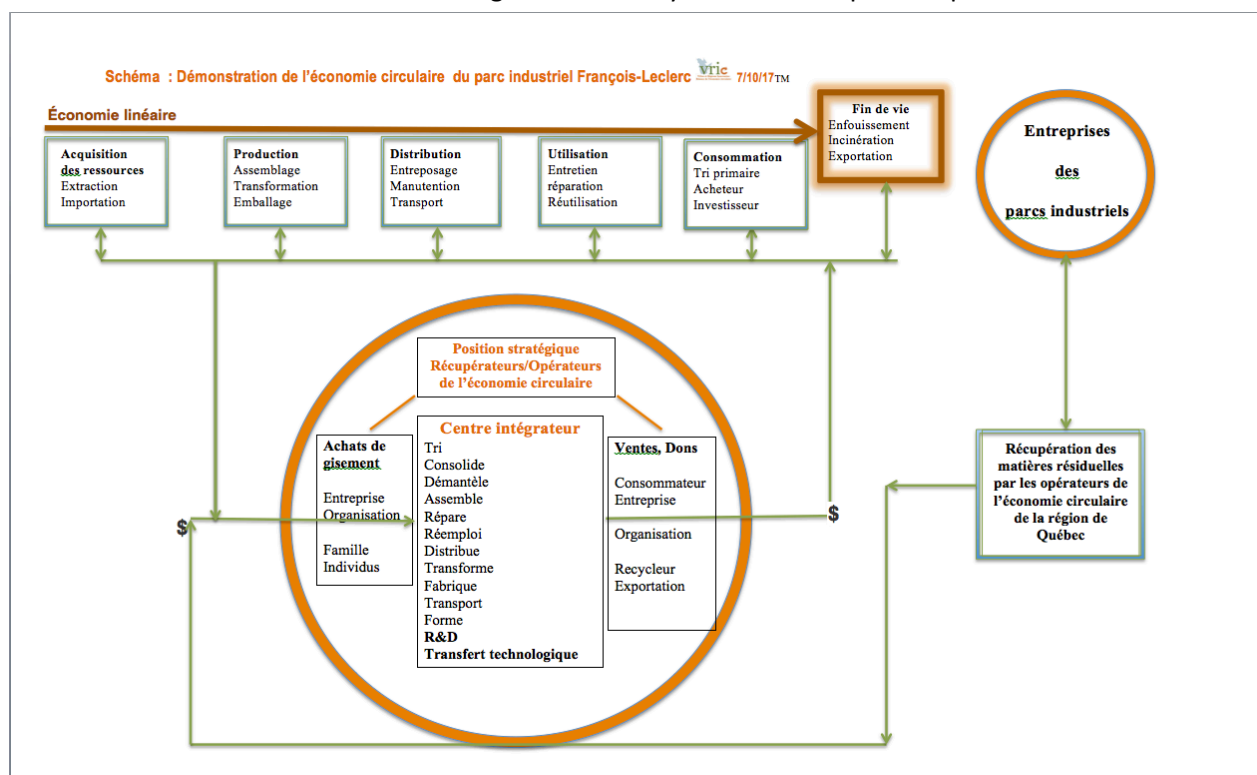 Schéma : Démonstration de l'économie circulaire du parc industriel François-Leclerc vric 7/10/17TM
Économie linéaire
Acquisition
des ressources
Extraction
Importation
Production
Assemblage
Transformation
Emballage
Distribution
Entreposage
Manutention
Transport
Utilisation
Entretien
réparation
Réutilisation
Consommation
Tri primaire
Acheteur
Investisseur
Fin de vie
Enfouissement
Incinération
Exportation
Entreprises
des
parcs industriels
Position stratégique
Récupérateurs/Opérateurs
de l'économie circulaire
Achats de
gisement
Entreprise
Organisation
Famille
Individus
Centre intégrateur
Tri
Consolide
Démantèle
Assemble
Répare
Réemploi
Distribue
Transforme
Fabrique
Transport
Forme
R&D
Transfert technologique
Ventes, Dons
Consommateur
Entreprise
Organisation
Recycleur
Exportation
$
$
Récupération des
matières résiduelles
par les opérateurs de
l'économie circulaire
de la région de
Québec